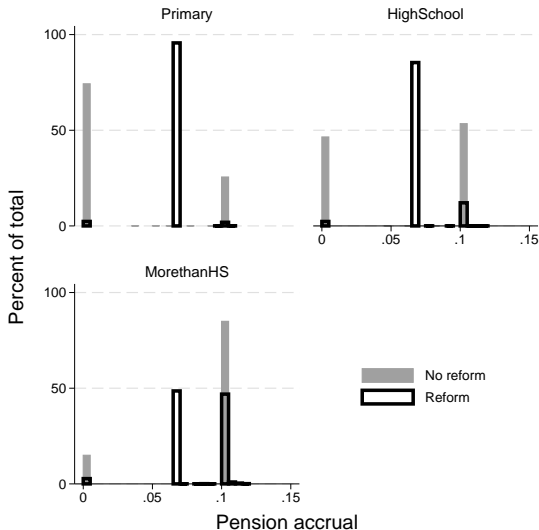 Primary
HighSchool
100
50
0
0
.05
.1
.15
MorethanHS
100
50
0
0
.05
.1
.15
Percent of total
Pension accrual
No reform
Reform